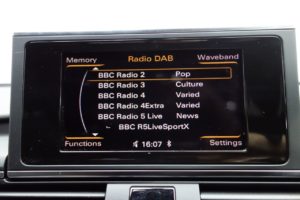 Memory Radio DAB Waveband
BBC Radio 2 Pop
BBC Radio 3 Culture
BBC Radio 4 Varied
BBC Radio 4Extra Varied
BBC Radio 5 Live News
BBC R5LiveSportX
Functions 16:07 Settings